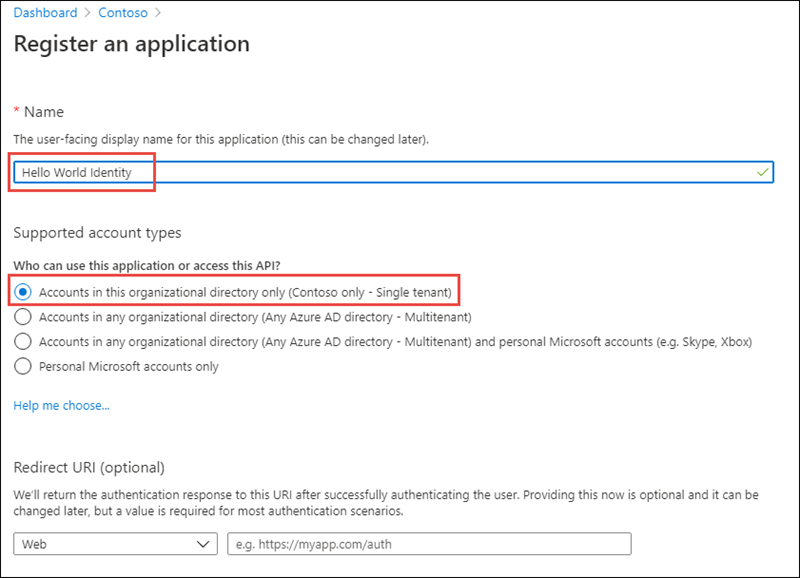 Dashboard > Contoso >
Register an application
* Name
The user-facing display name for this application (this can be changed later).
Hello World Identity
Supported account types
Who can use this application or access this API?
Accounts in this organizational directory only (Contoso only - Single tenant)
Accounts in any organizational directory (Any Azure AD directory - Multitenant)
Accounts in any organizational directory (Any Azure AD directory - Multitenant) and personal Microsoft accounts (e.g. Skype, Xbox)
Personal Microsoft accounts only
Help me choose...
Redirect URI (optional)
We'll return the authentication response to this URI after successfully authenticating the user. Providing this now is optional and it can be
changed later, but a value is required for most authentication scenarios.
Web e.g. https://myapp.com/auth